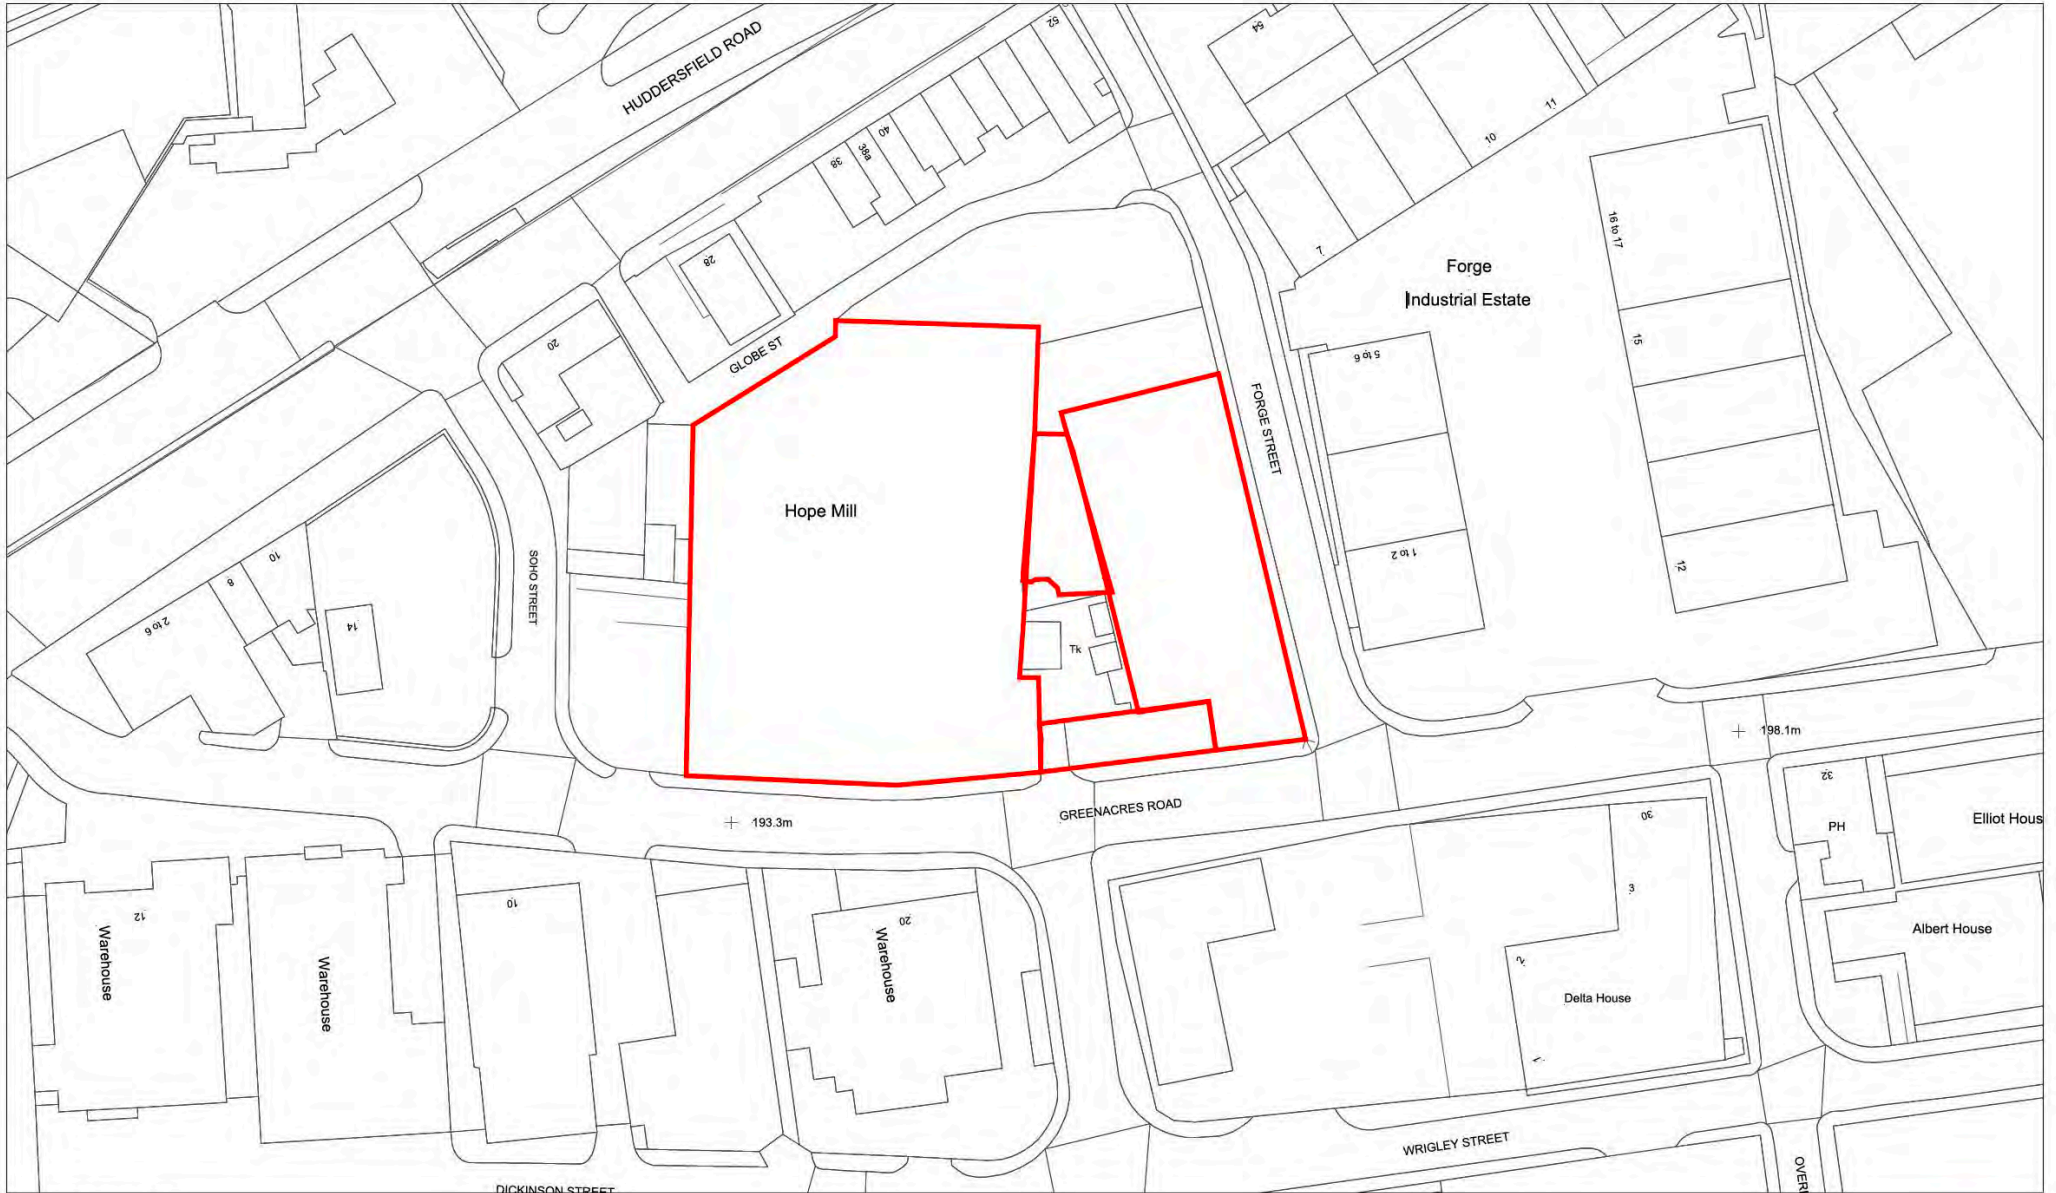 HUDDERSFIELD ROAD
52
54
11
10
7
40
38a
38
28
20
GLOBE ST
Forge
Industrial Estate
16 to 17
15
12
5 to 6
1 to 2
FORGE STREET
Hope Mill
SOHO STREET
10
8
2 to 6
14
Tk
198.1m
193.3m
GREENACRES ROAD
32
PH
Elliot Hous
30
3
2
1
Delta House
Albert House
12
Warehouse
Warehouse
10
20
Warehouse
WRIGLEY STREET
DICKINSON STREET
OVER